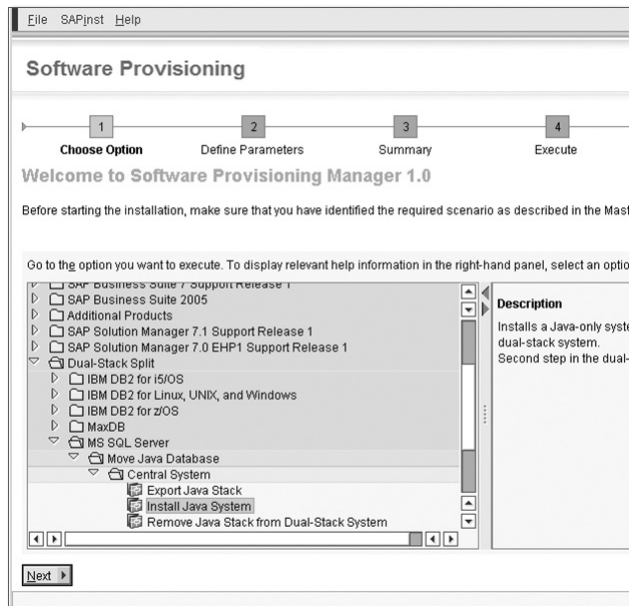 File SAPinst Help
Software Provisioning
1 2 3 4
Choose Option Define Parameters Summary Execute
Welcome to Software Provisioning Manager 1.0
Before starting the installation, make sure that you have identified the required scenario as described in the Mast
Go to the option you want to execute. To display relevant help information in the right-hand panel, select an optio
SAP Business Suite 7 Support Release 1
SAP Business Suite 2005
Additional Products
SAP Solution Manager 7.1 Support Release 1
SAP Solution Manager 7.0 EHP1 Support Release 1
Dual-Stack Split
IBM DB2 for i5/OS
IBM DB2 for Linux, UNIX, and Windows
IBM DB2 for z/OS
MaxDB
MS SQL Server
Move Java Database
Central System
Export Java Stack
Install Java System
Remove Java Stack from Dual-Stack System
Description
Installs a Java-only syste
dual-stack system.
Second step in the dual-
Next